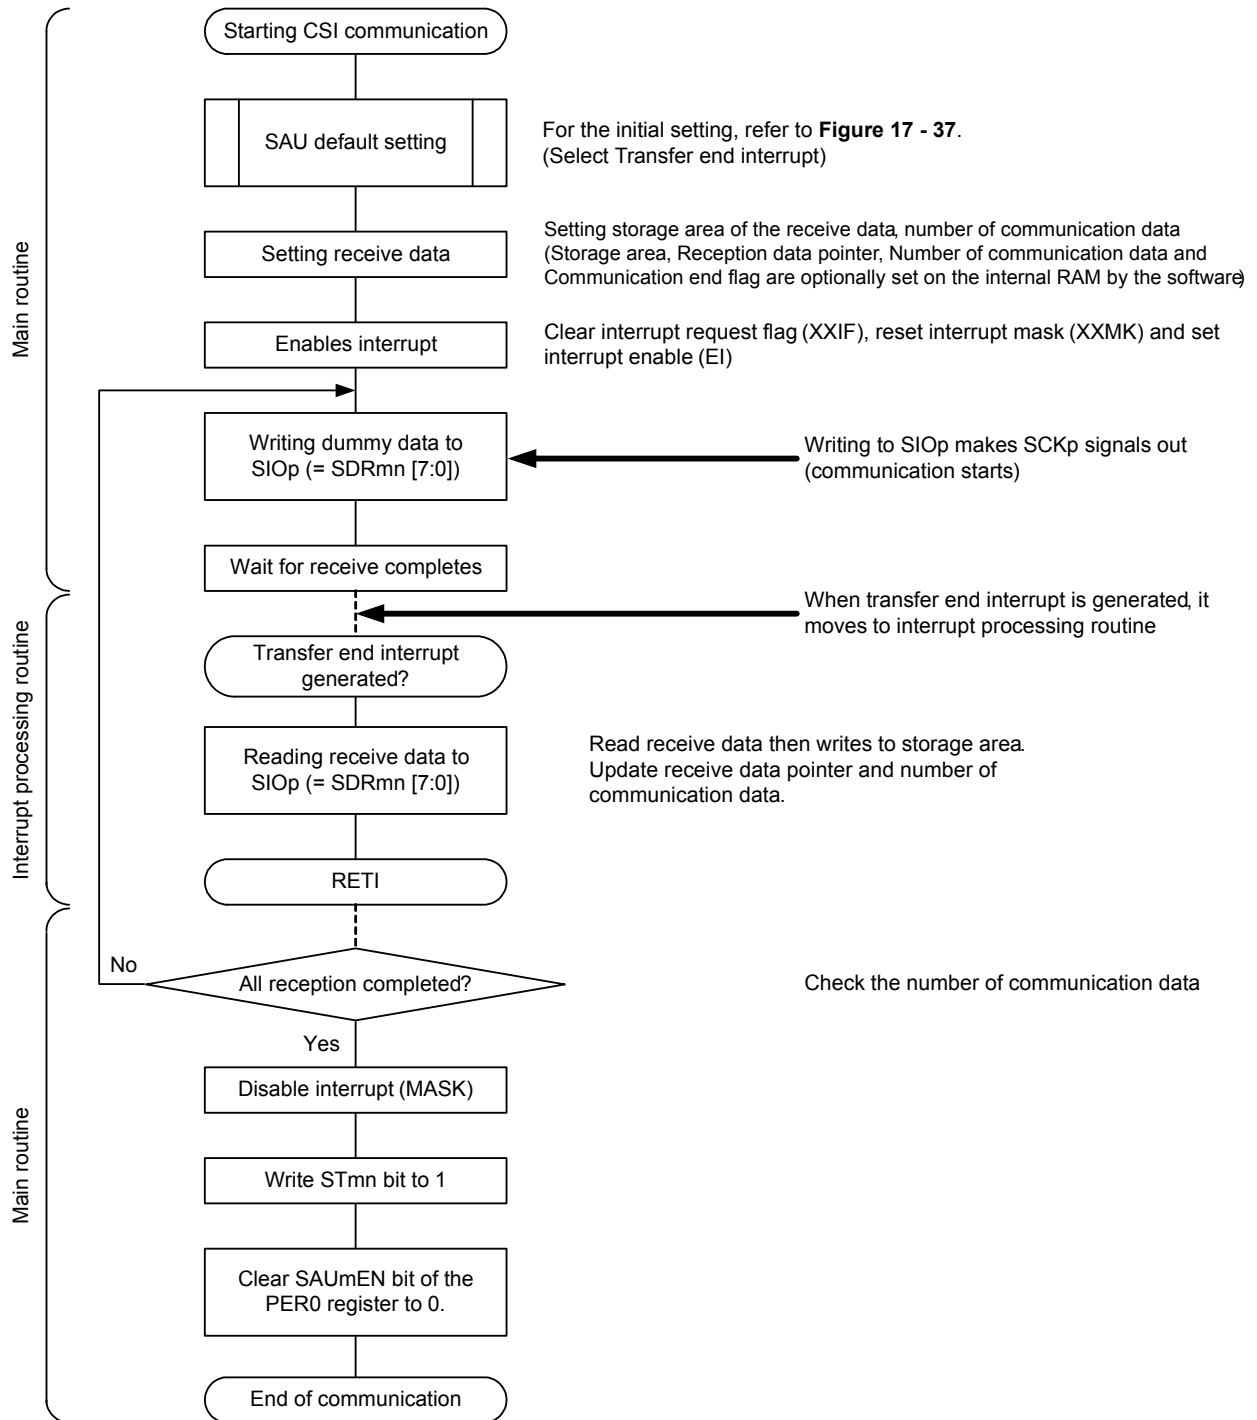 Starting CSI communication
SAU default setting
For the initial setting, refer to Figure 17 - 37.
(Select Transfer end interrupt)
Main routine
Setting receive data
Setting storage area of the receive data, number of communication data
(Storage area, Reception data pointer, Number of communication data and
Communication end flag are optionally set on the internal RAM by the software)
Enables interrupt
Clear interrupt request flag (XXIF), reset interrupt mask (XXMK) and set
interrupt enable (EI)
Writing dummy data to
SIOp (= SDRmn [7:0])
Writing to SIOp makes SCKp signals out
(communication starts)
Wait for receive completes
When transfer end interrupt is generated, it
moves to interrupt processing routine
Interrupt processing routine
Transfer end interrupt
generated?
Reading receive data to
SIOp (= SDRmn [7:0])
Read receive data then writes to storage area.
Update receive data pointer and number of
communication data.
RETI
No
All reception completed?
Check the number of communication data
Yes
Main routine
Disable interrupt (MASK)
Write STmn bit to 1
Clear SAUmEN bit of the
PER0 register to 0.
End of communication